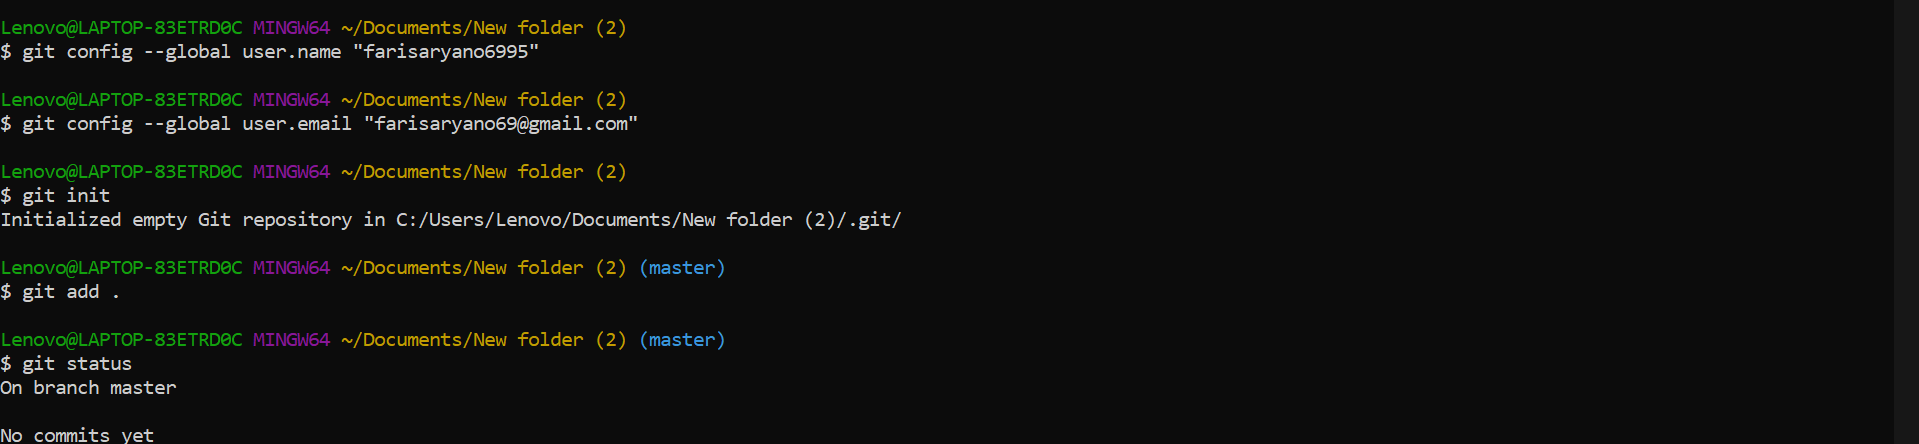 Lenovo@LAPTOP-83ETRD0C MINGW64 ~/Documents/New folder (2)
$ git config --global user.name "farisaryano6995"
Lenovo@LAPTOP-83ETRD0C MINGW64 ~/Documents/New folder (2)
$ git config --global user.email "farisaryano69@gmail.com"
Lenovo@LAPTOP-83ETRD0C MINGW64 ~/Documents/New folder (2)
$ git init
Initialized empty Git repository in C:/Users/Lenovo/Documents/New folder (2)/.git/
Lenovo@LAPTOP-83ETRD0C MINGW64 ~/Documents/New folder (2) (master)
$ git add .
Lenovo@LAPTOP-83ETRD0C MINGW64 ~/Documents/New folder (2) (master)
$ git status
On branch master
No commits yet